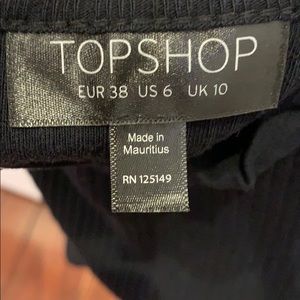 TOPSHOP
EUR 38 US 6 UK 10
Made in
Mauritius
RN 125149